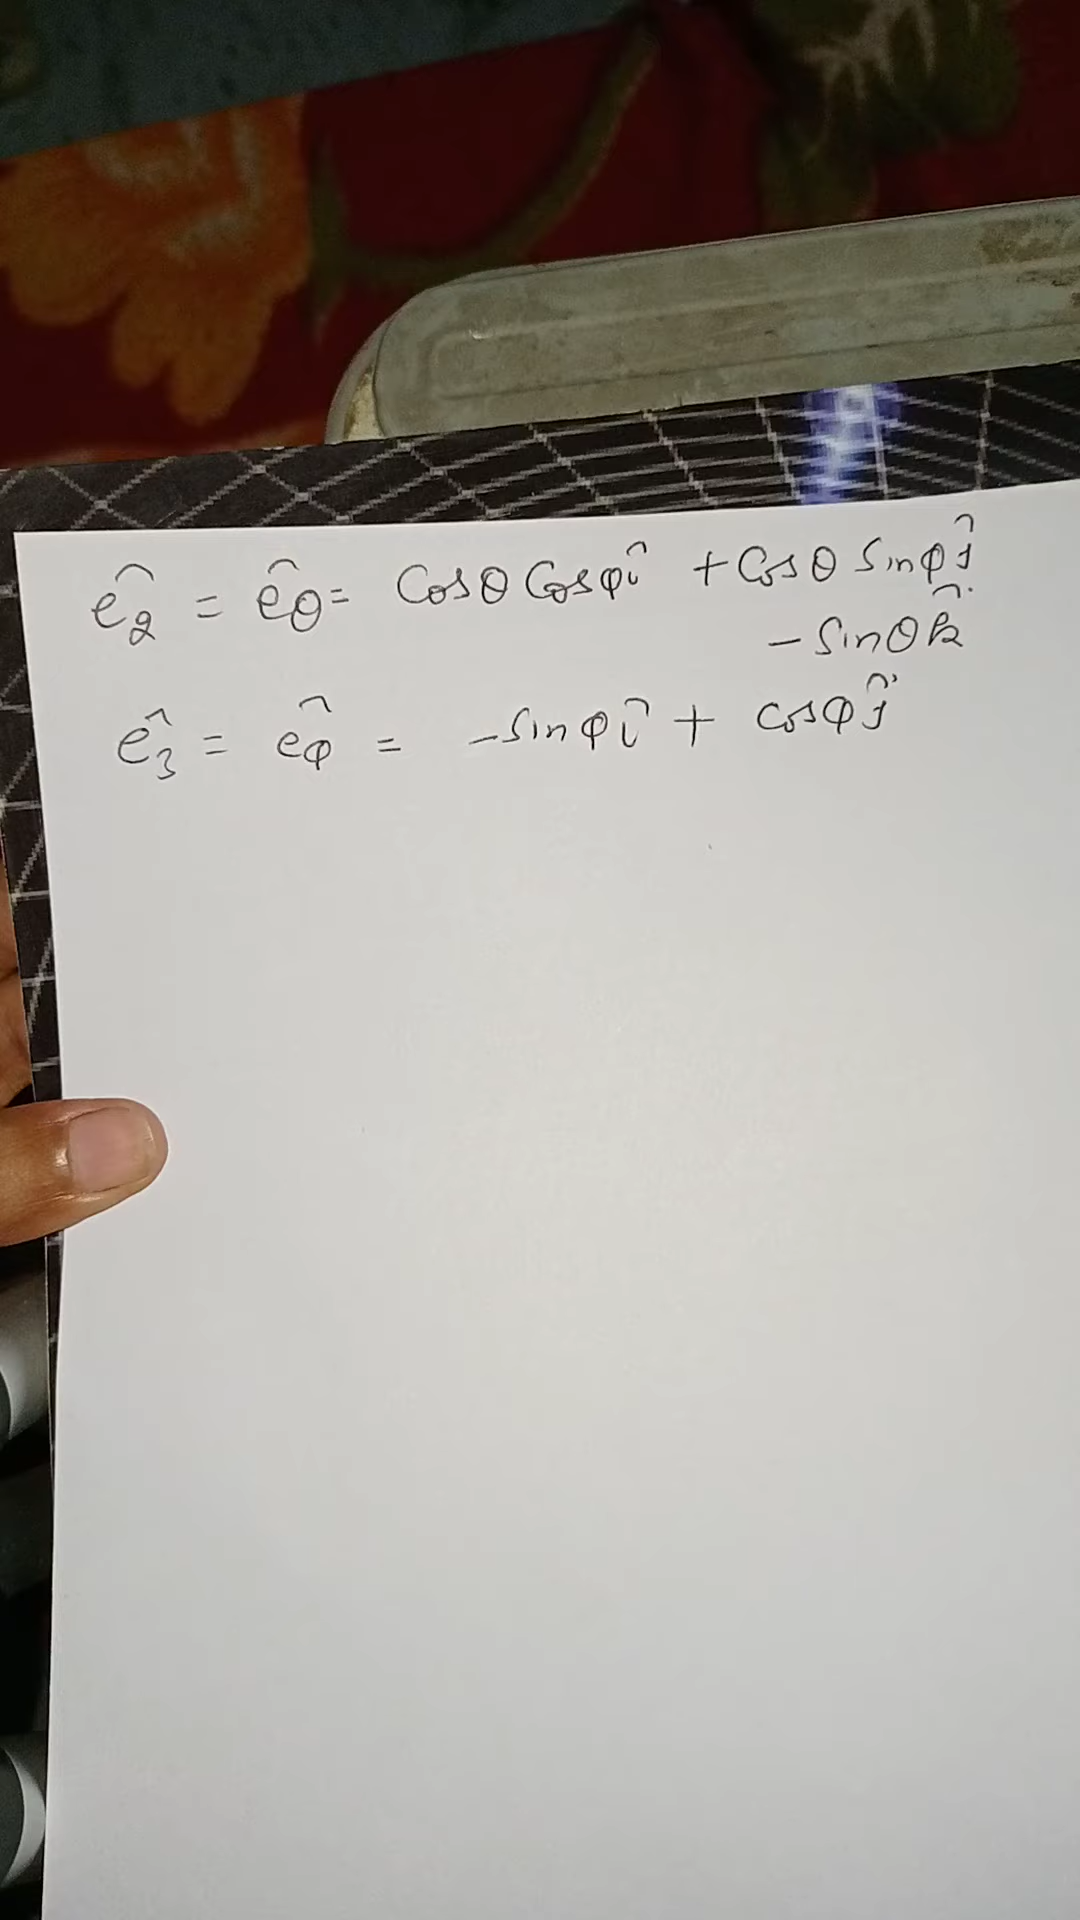 ê₂ = ê_θ = Cosθ Cosφ î + Cosθ Sinφ ĵ
- Sinθ k̂
ê₃ = ê_φ = -Sinφ î + Cosφ ĵ